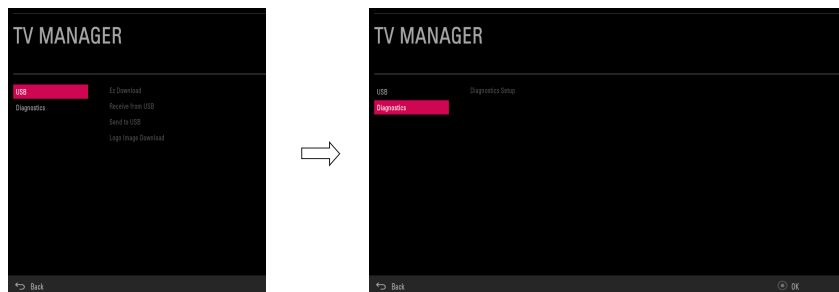 TV MANAGER
USB
Diagnostics
Ez Download
Receive from USB
Send to USB
Logo Image Download
Back
TV MANAGER
USB
Diagnostics
Diagnostics Setup
Back
OK